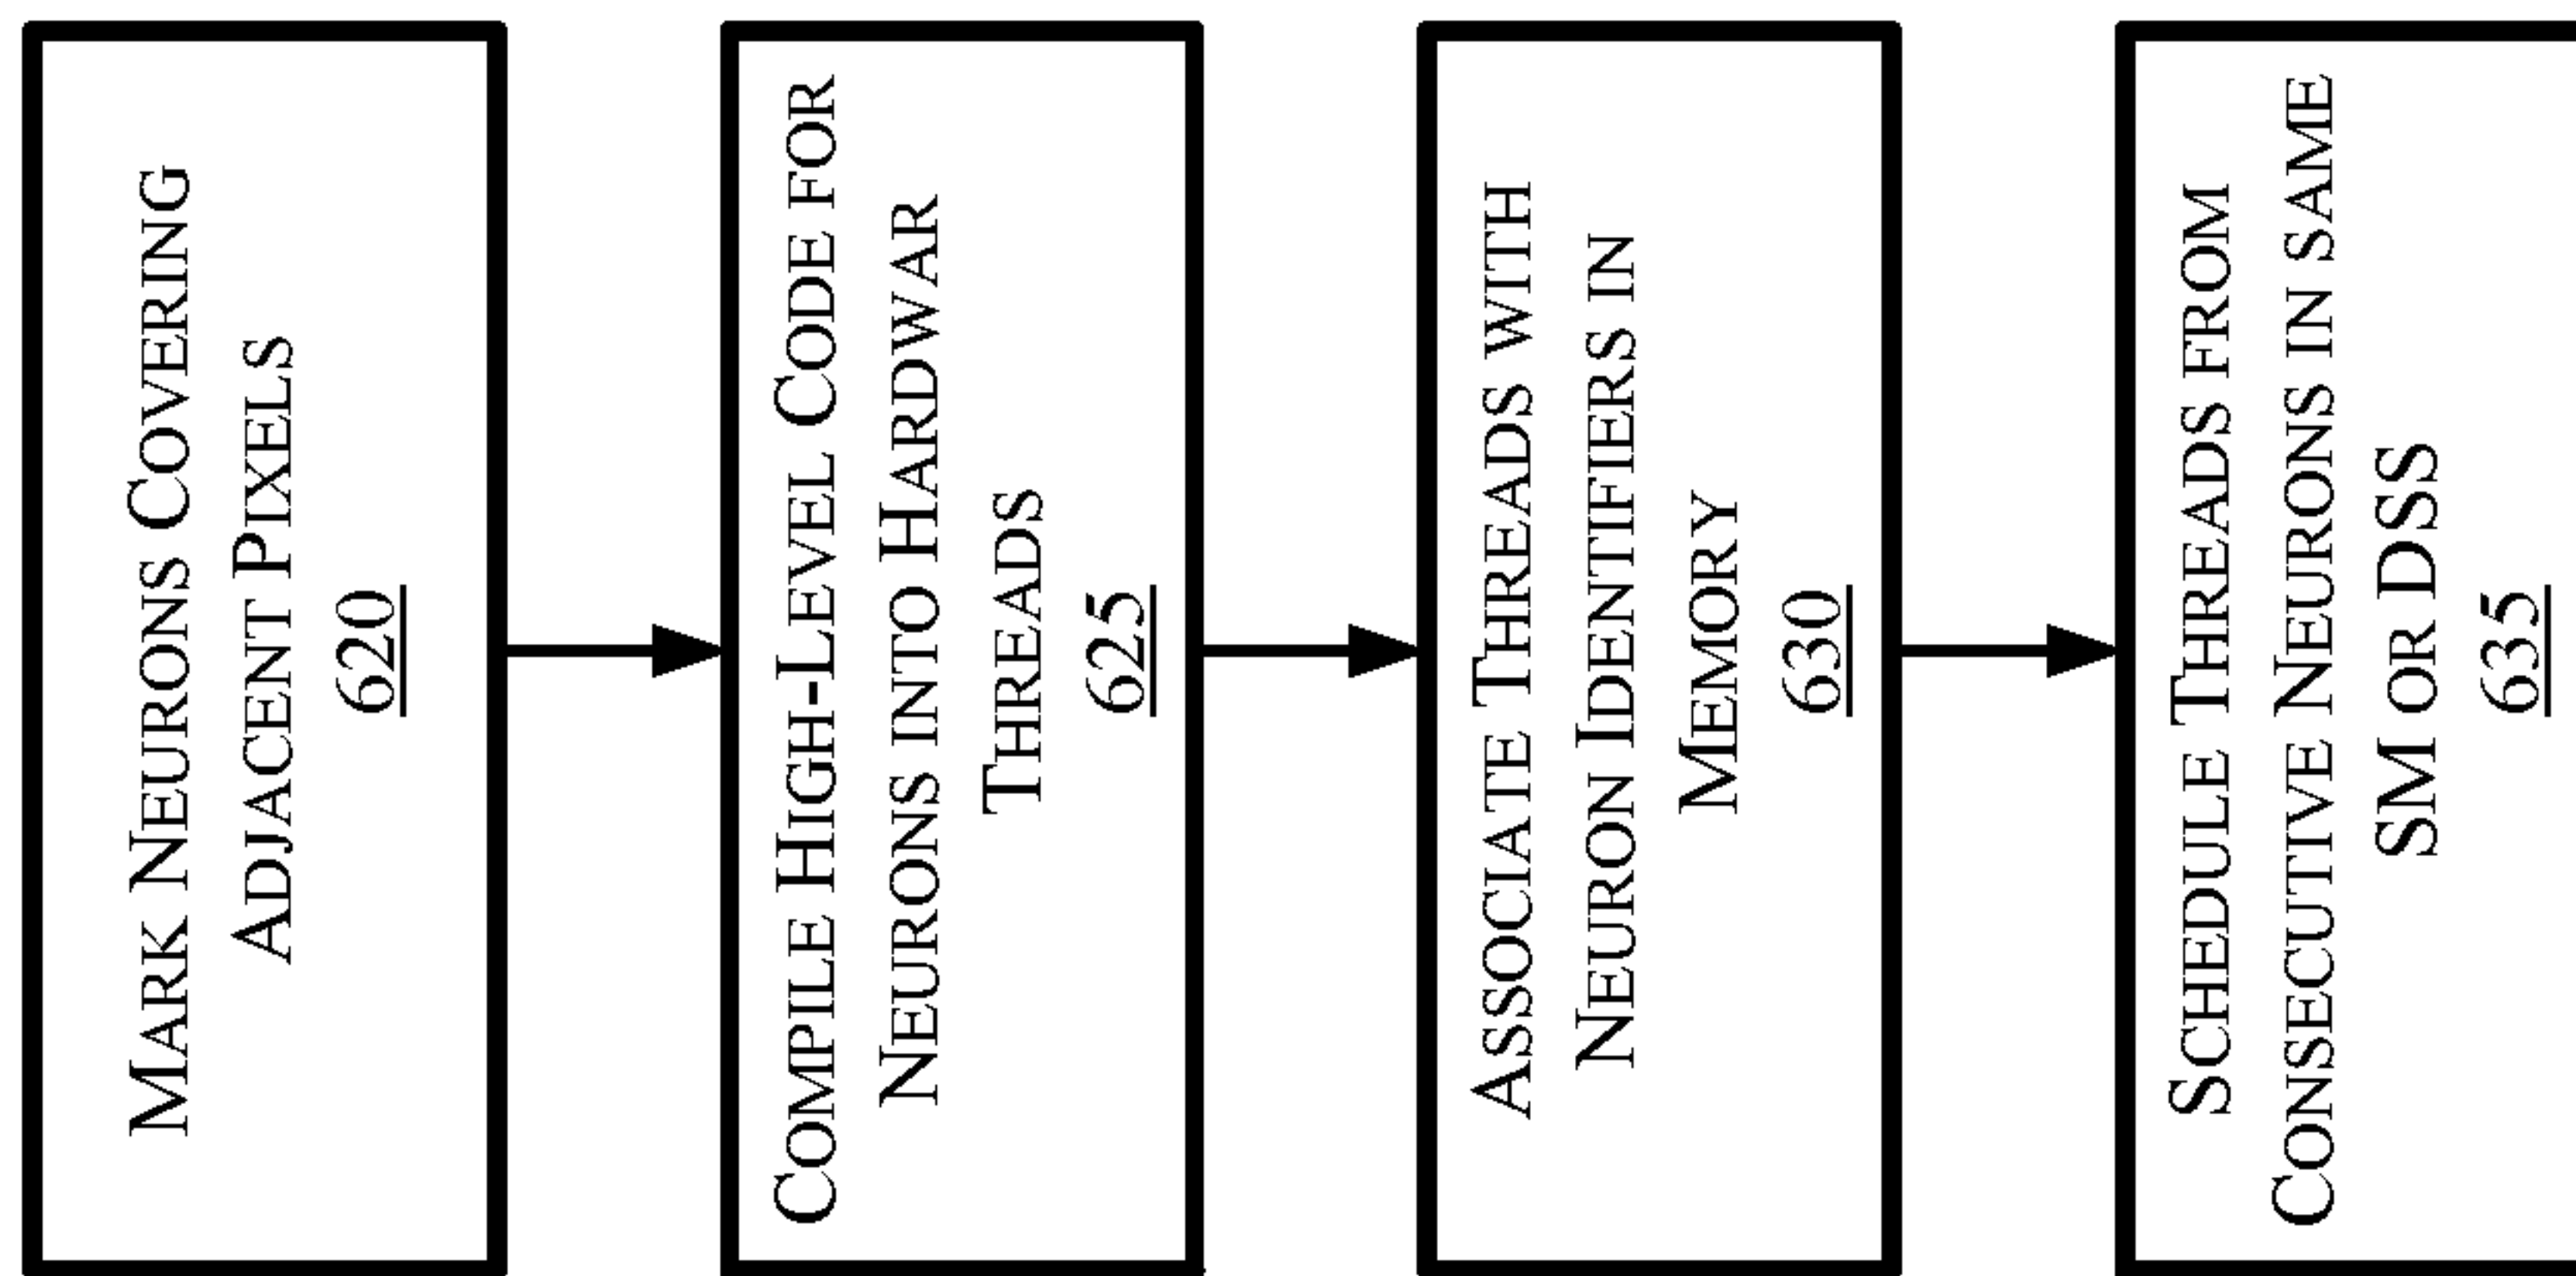 MARK NEURONS COVERING
ADJACENT PIXELS
620
COMPILE HIGH-LEVEL CODE FOR
NEURONS INTO HARDWAR
THREADS
625
ASSOCIATE THREADS WITH
NEURON IDENTIFIERS IN
MEMORY
630
SCHEDULE THREADS FROM
CONSECUTIVE NEURONS IN SAME
SM OR DSS
635